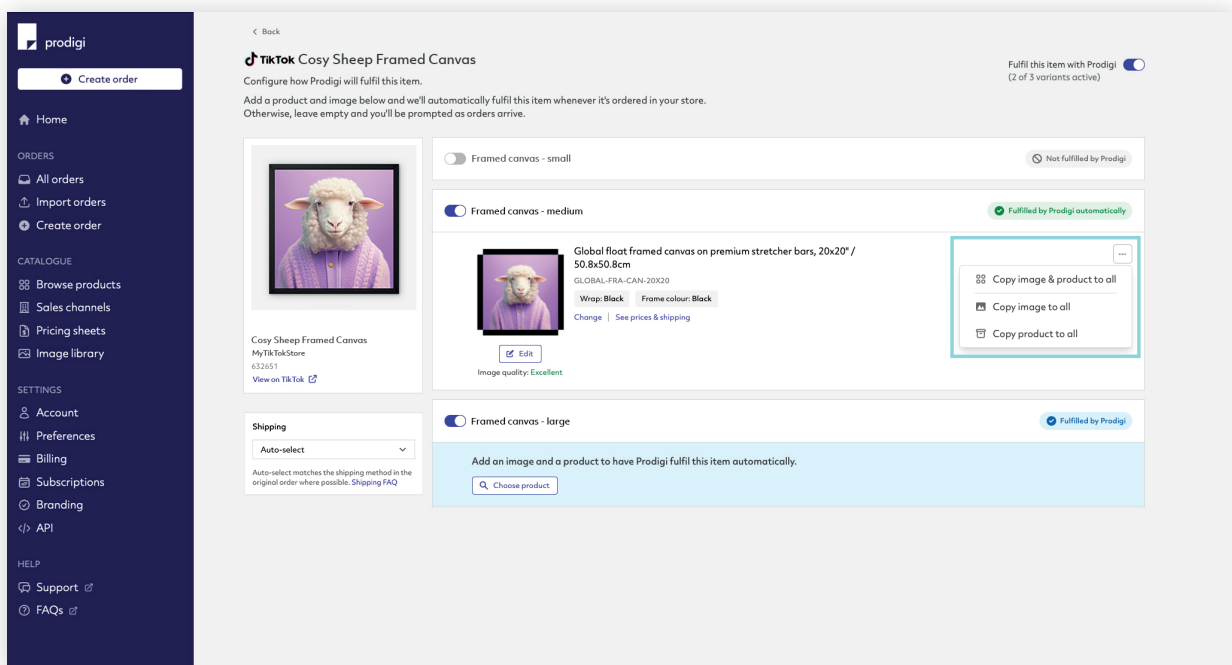 prodigi
Create order
Home
ORDERS
All orders
Import orders
Create order
CATALOGUE
Browse products
Sales channels
Pricing sheets
Image library
SETTINGS
Account
Preferences
Billing
Subscriptions
Branding
API
HELP
Support
FAQs
Back
TikTok Cosy Sheep Framed Canvas
Configure how Prodigi will fulfil this item.
Add a product and image below and we'll automatically fulfil this item whenever it's ordered in your store.
Otherwise, leave empty and you'll be prompted as orders arrive.
Fulfil this item with Prodigi
(2 of 3 variants active)
Cosy Sheep Framed Canvas
MyTikTokStore
632651
View on TikTok
Shipping
Auto-select
Auto-select matches the shipping method in the
original order where possible. Shipping FAQ
Framed canvas - small
Not fulfilled by Prodigi
Framed canvas - medium
Fulfilled by Prodigi automatically
Global float framed canvas on premium stretcher bars, 20x20" /
50.8x50.8cm
GLOBAL-FRA-CAN-20X20
Wrap: Black Frame colour: Black
Change | See prices & shipping
Edit
Image quality: Excellent
...
Copy image & product to all
Copy image to all
Copy product to all
Framed canvas - large
Fulfilled by Prodigi
Add an image and a product to have Prodigi fulfil this item automatically.
Choose product